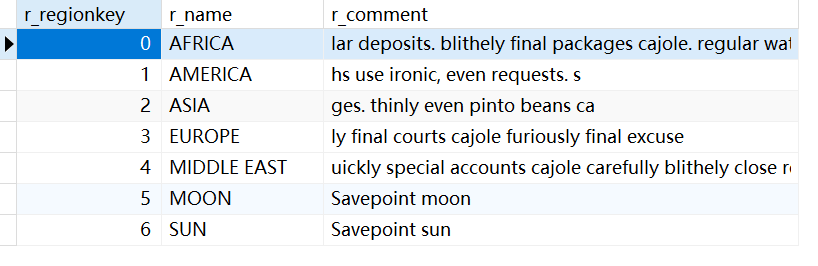 r_regionkey r_name r_comment
0 AFRICA lar deposits. blithely final packages cajole. regular
1 AMERICA hs use ironic, even requests. s
2 ASIA ges. thinly even pinto beans ca
3 EUROPE ly final courts cajole furiously final excuse
4 MIDDLE EAST uickly special accounts cajole carefully blithely close
5 MOON Savepoint moon
6 SUN Savepoint sun